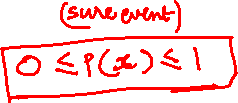 (sure event)
0 ≤ P(x) ≤ 1